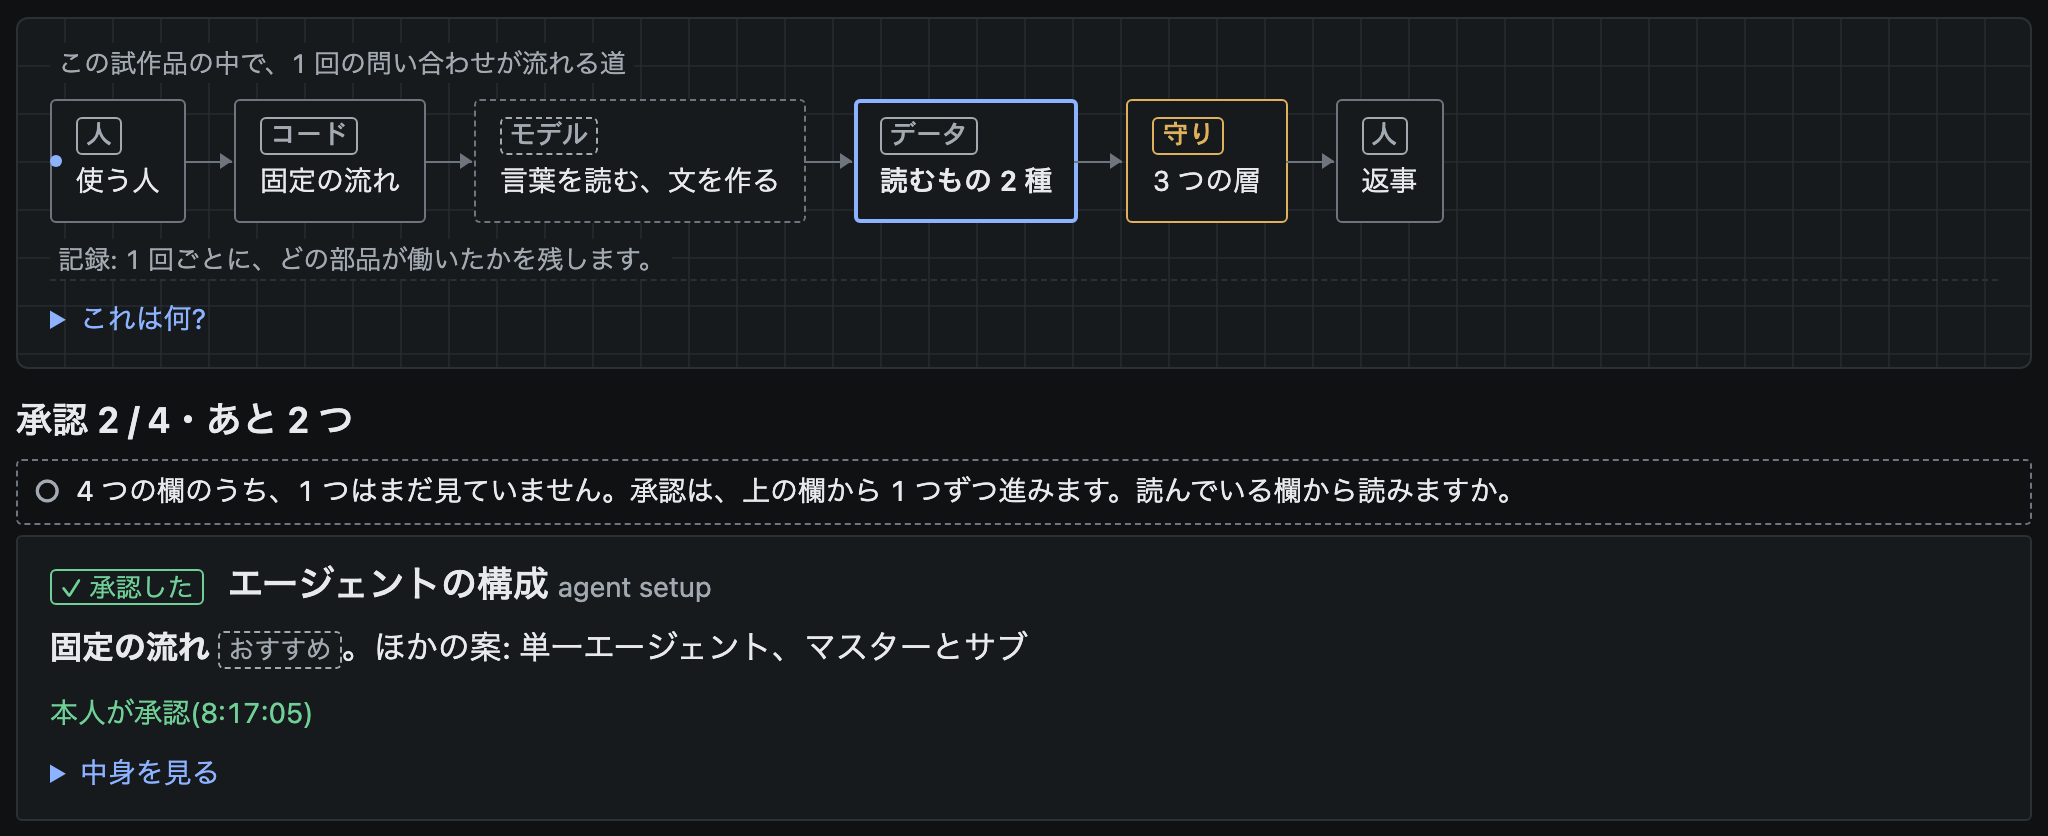 この試作品の中で、1 回の問い合わせが流れる道
人
使う人
コード
固定の流れ
モデル
言葉を読む、文を作る
データ
読むもの 2 種
守り
3 つの層
人
返事
記録: 1 回ごとに、どの部品が働いたかを残します。
▶ これは何?
承認 2 / 4・あと 2 つ
4 つの欄のうち、1 つはまだ見ていません。承認は、上の欄から 1 つずつ進みます。読んでいる欄から読みますか。
✓ 承認した エージェントの構成 agent setup
固定の流れ おすすめ。ほかの案: 単一エージェント、マスターとサブ
本人が承認(8:17:05)
▶ 中身を見る